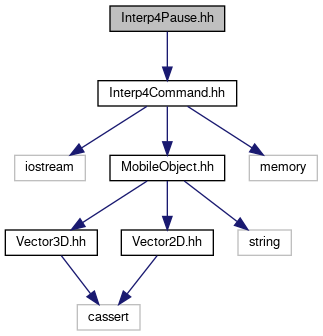 Interp4Pause.hh
Interp4Command.hh
iostream
MobileObject.hh
memory
Vector3D.hh
Vector2D.hh
string
cassert